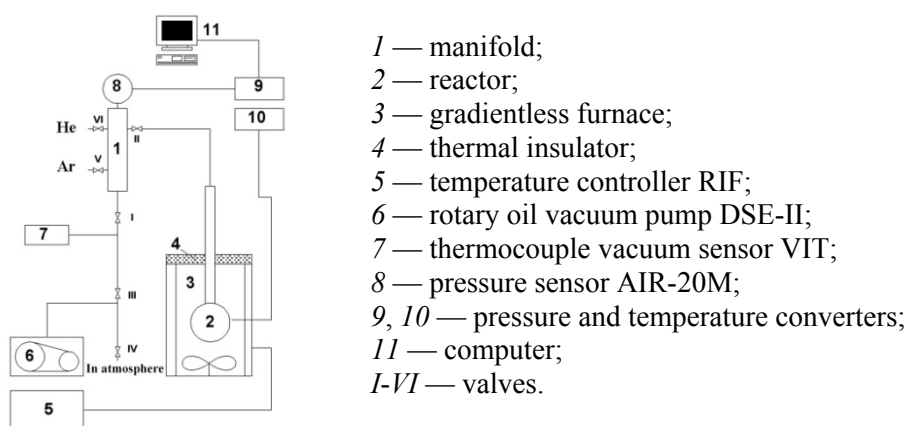 11
8
9
10
VI
He
II
1
V
Ar
I
7
4
3
III
2
6
IV
In atmosphere
5
1 — manifold;
2 — reactor;
3 — gradientless furnace;
4 — thermal insulator;
5 — temperature controller RIF;
6 — rotary oil vacuum pump DSE-II;
7 — thermocouple vacuum sensor VIT;
8 — pressure sensor AIR-20M;
9, 10 — pressure and temperature converters;
11 — computer;
I-VI — valves.